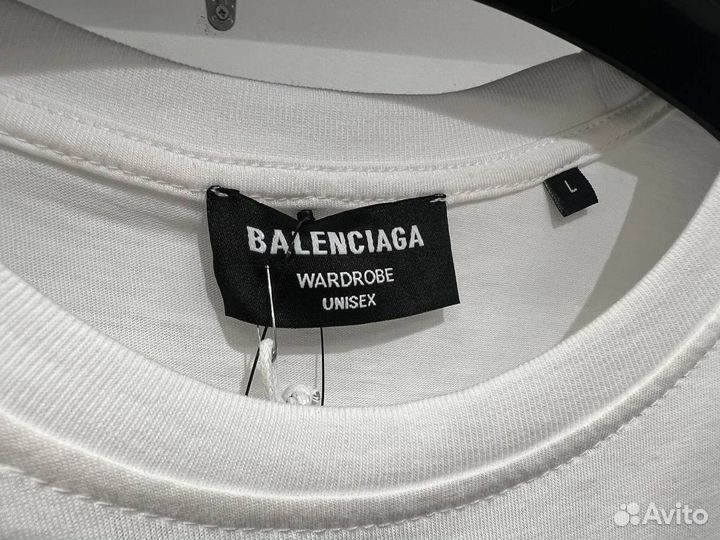 BALENCIAGA
WARDROBE
UNISEX
L
Avito